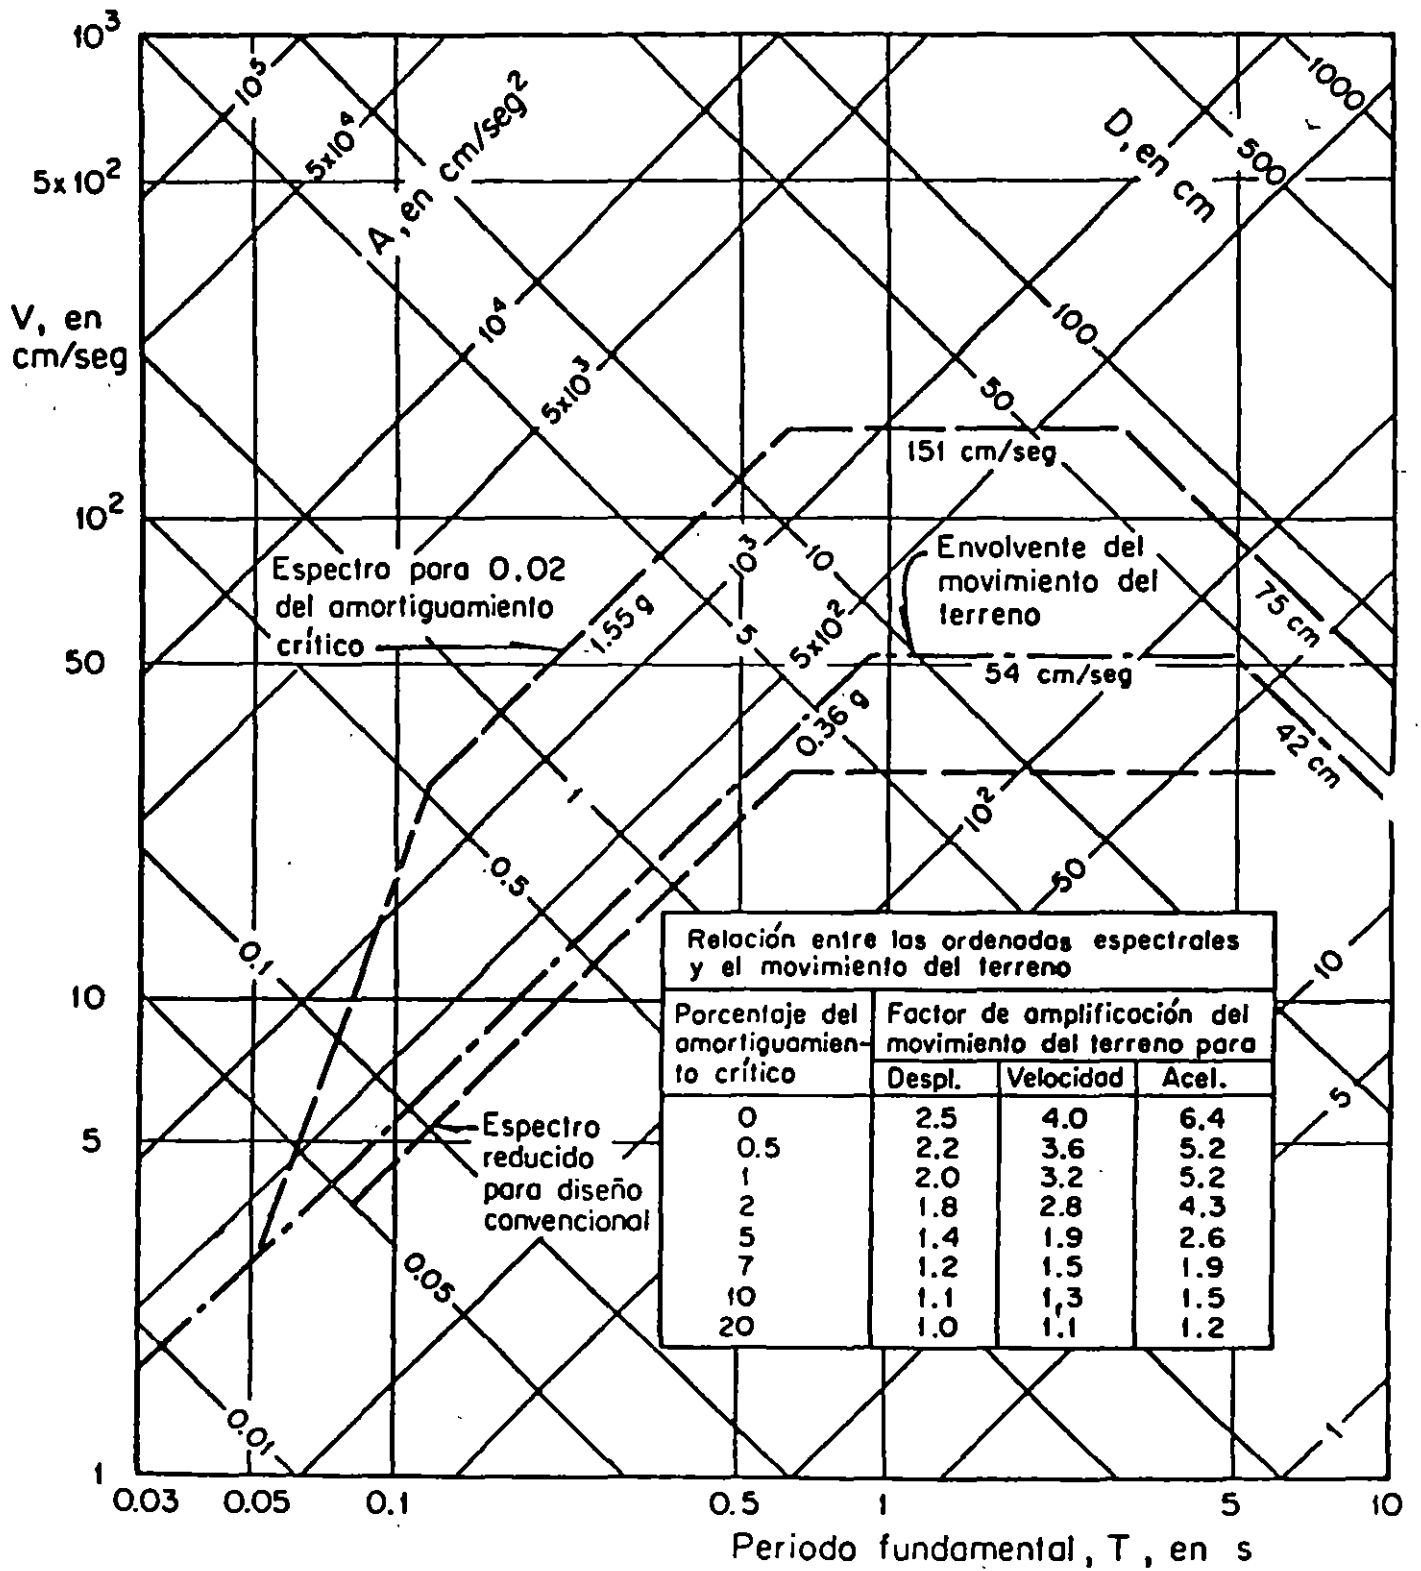 10³
5x10²
V, en
cm/seg
10²
50
10
5
1
0.03
0.05
0.1
0.5
1
5
10
Periodo fundamental, T, en s
A, en cm/seg²
D, en cm
10⁵
5x10⁴
10⁴
5x10³
10³
5x10²
10²
50
10
5
1
1000
500
100
50
10
5
1
0.5
0.1
0.05
0.01
151 cm/seg
Espectro para 0.02
del amortiguamiento
crítico
1.55 g
Envolvente del
movimiento del
terreno
75 cm
54 cm/seg
0.36 g
42 cm
Espectro
reducido
para diseño
convencional
Relación entre las ordenadas espectrales
y el movimiento del terreno
Porcentaje del
amortiguamien-
to crítico
Factor de amplificación del
movimiento del terreno para
Despl. Velocidad Acel.
0 2.5 4.0 6.4
0.5 2.2 3.6 5.2
1 2.0 3.2 5.2
2 1.8 2.8 4.3
5 1.4 1.9 2.6
7 1.2 1.5 1.9
10 1.1 1.3 1.5
20 1.0 1.1 1.2